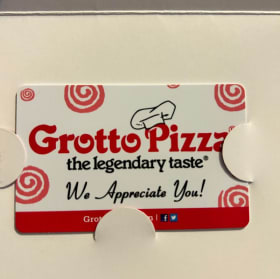 Grotto Pizza®
the legendary taste®
We Appreciate You!